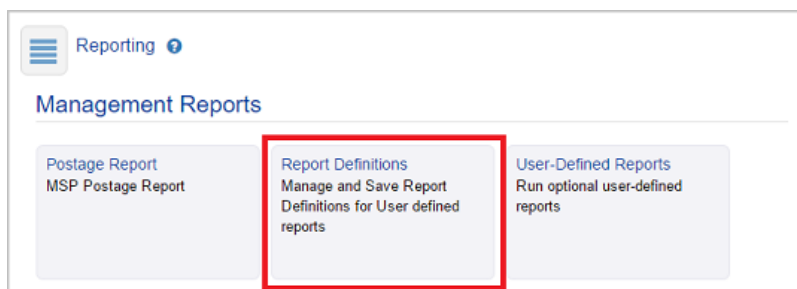 Reporting ?
Management Reports
Postage Report
MSP Postage Report
Report Definitions
Manage and Save Report
Definitions for User defined
reports
User-Defined Reports
Run optional user-defined
reports